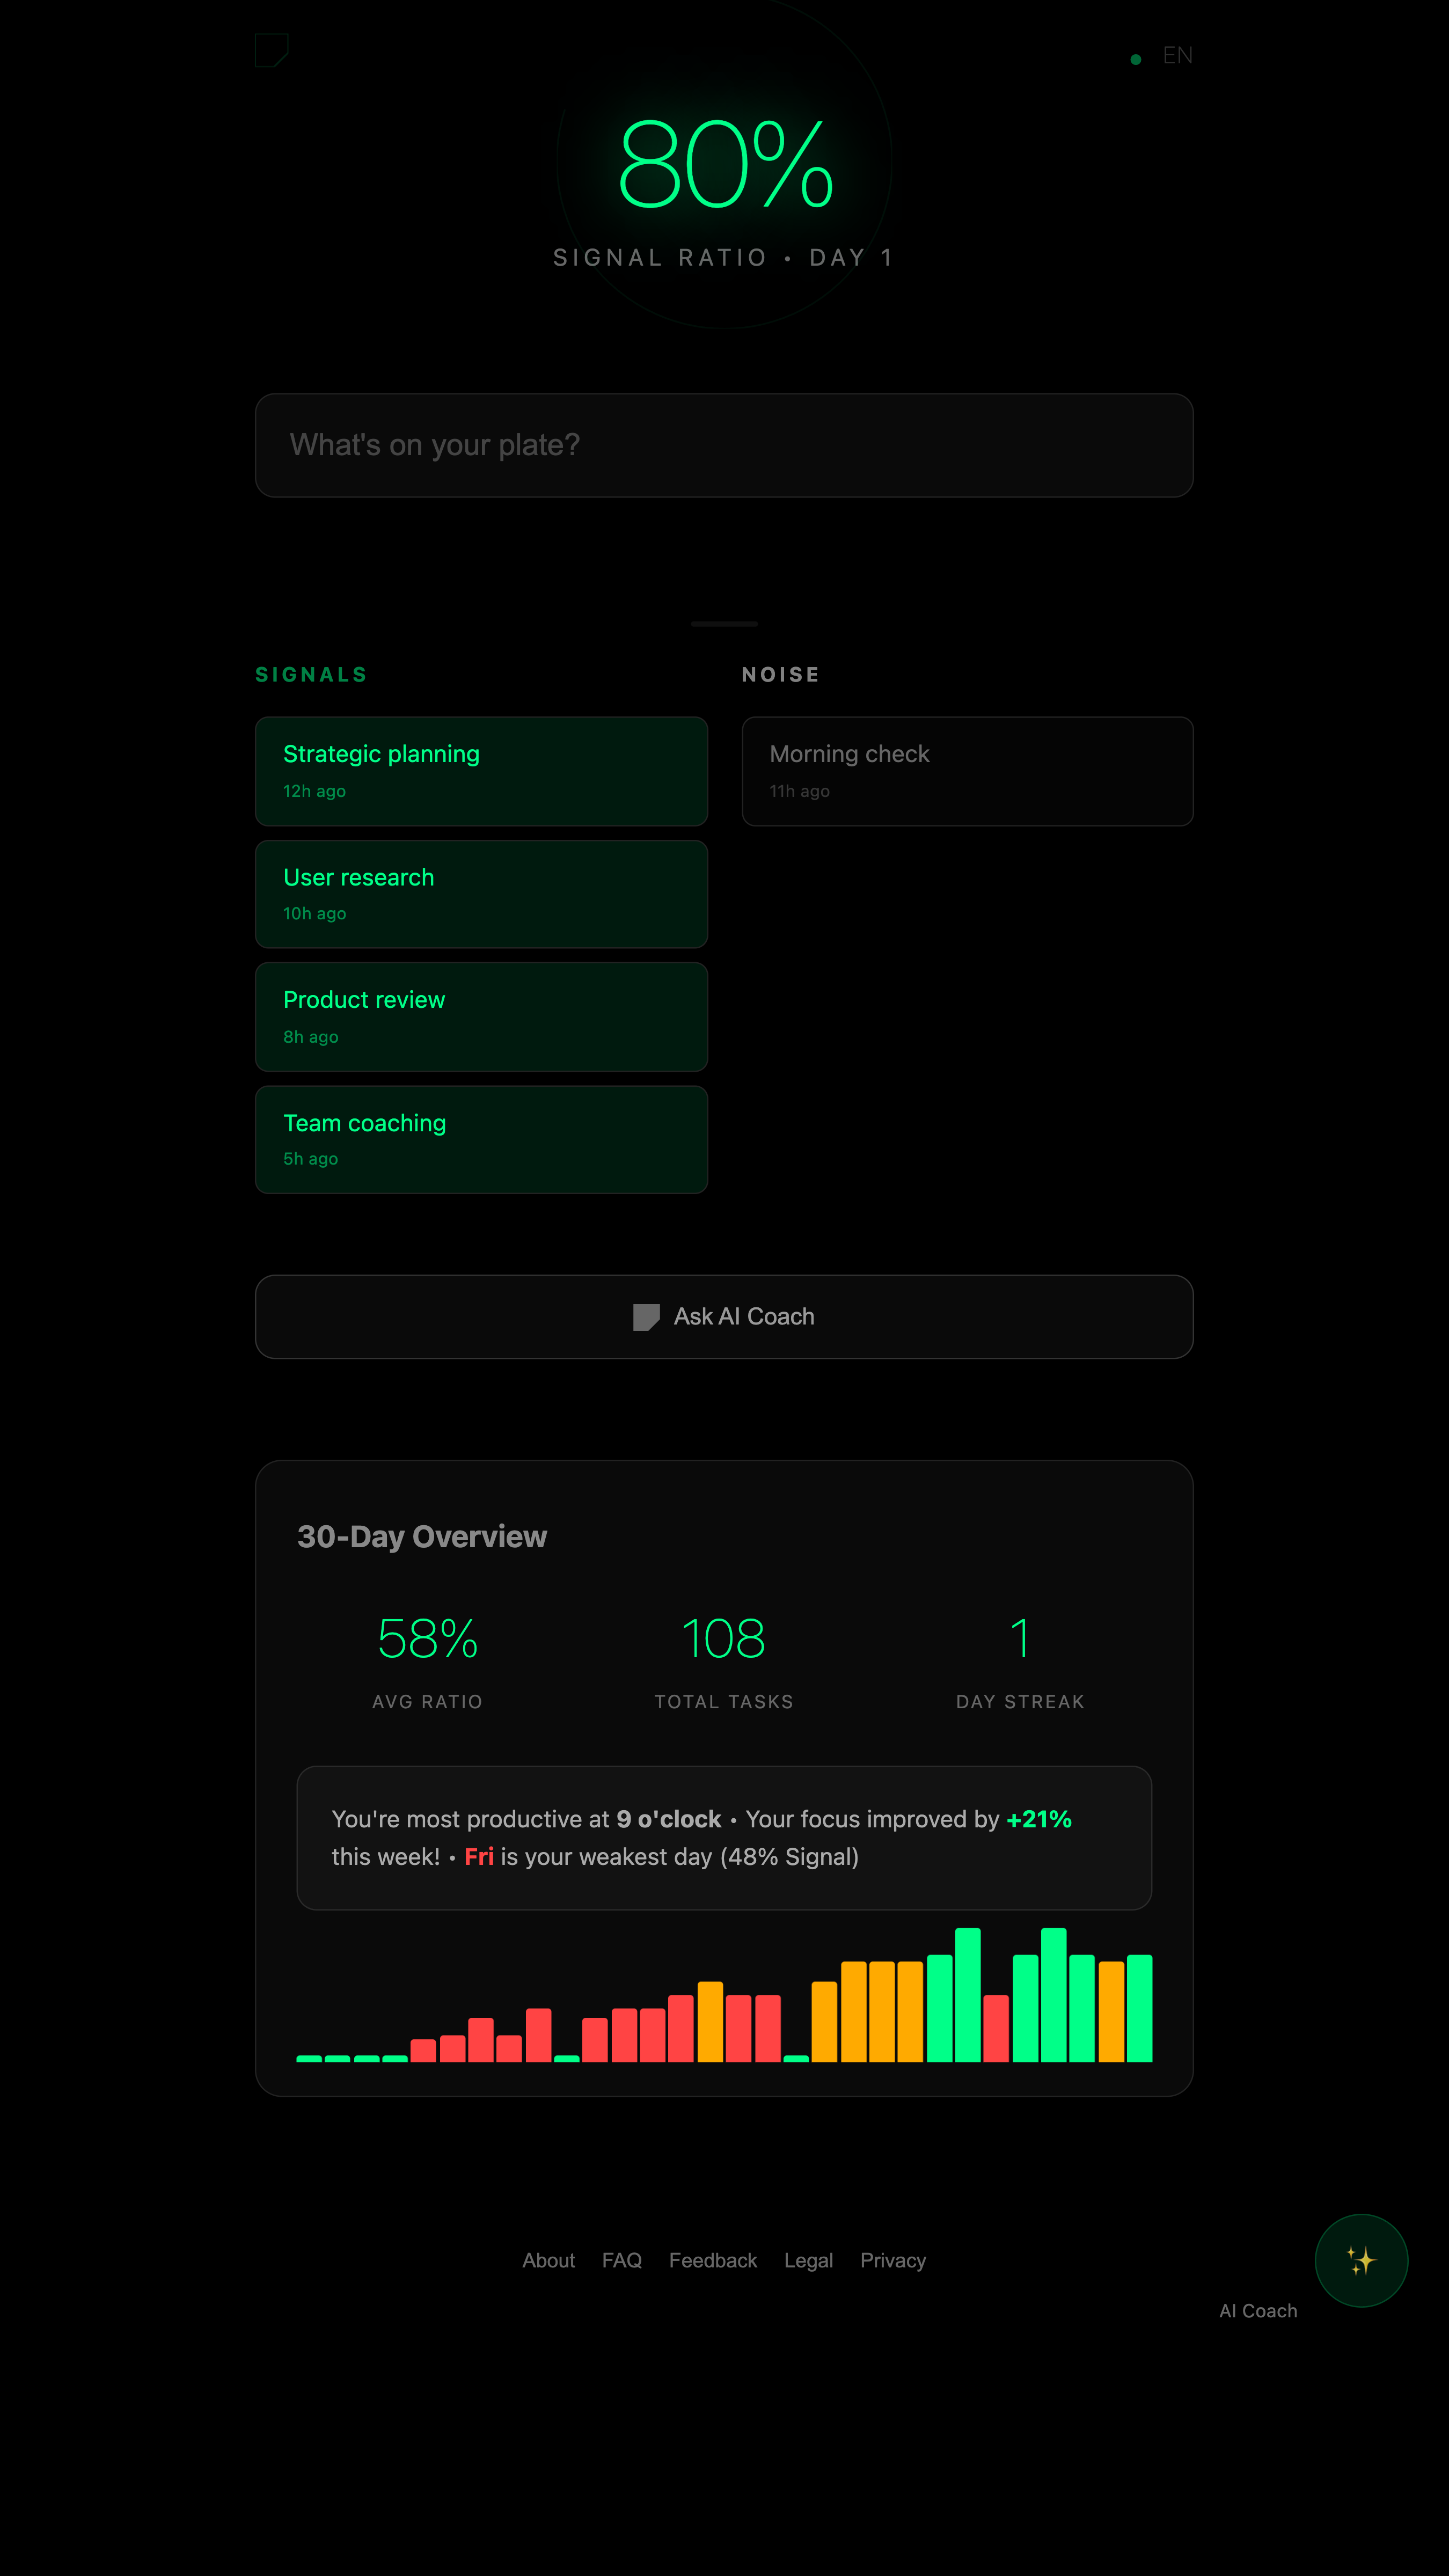 EN
80%
SIGNAL RATIO • DAY 1
What's on your plate?
SIGNALS
Strategic planning
12h ago
User research
10h ago
Product review
8h ago
Team coaching
5h ago
NOISE
Morning check
11h ago
Ask AI Coach
30-Day Overview
58%
AVG RATIO
108
TOTAL TASKS
1
DAY STREAK
You're most productive at 9 o'clock • Your focus improved by +21%
this week! • Fri is your weakest day (48% Signal)
About FAQ Feedback Legal Privacy
AI Coach